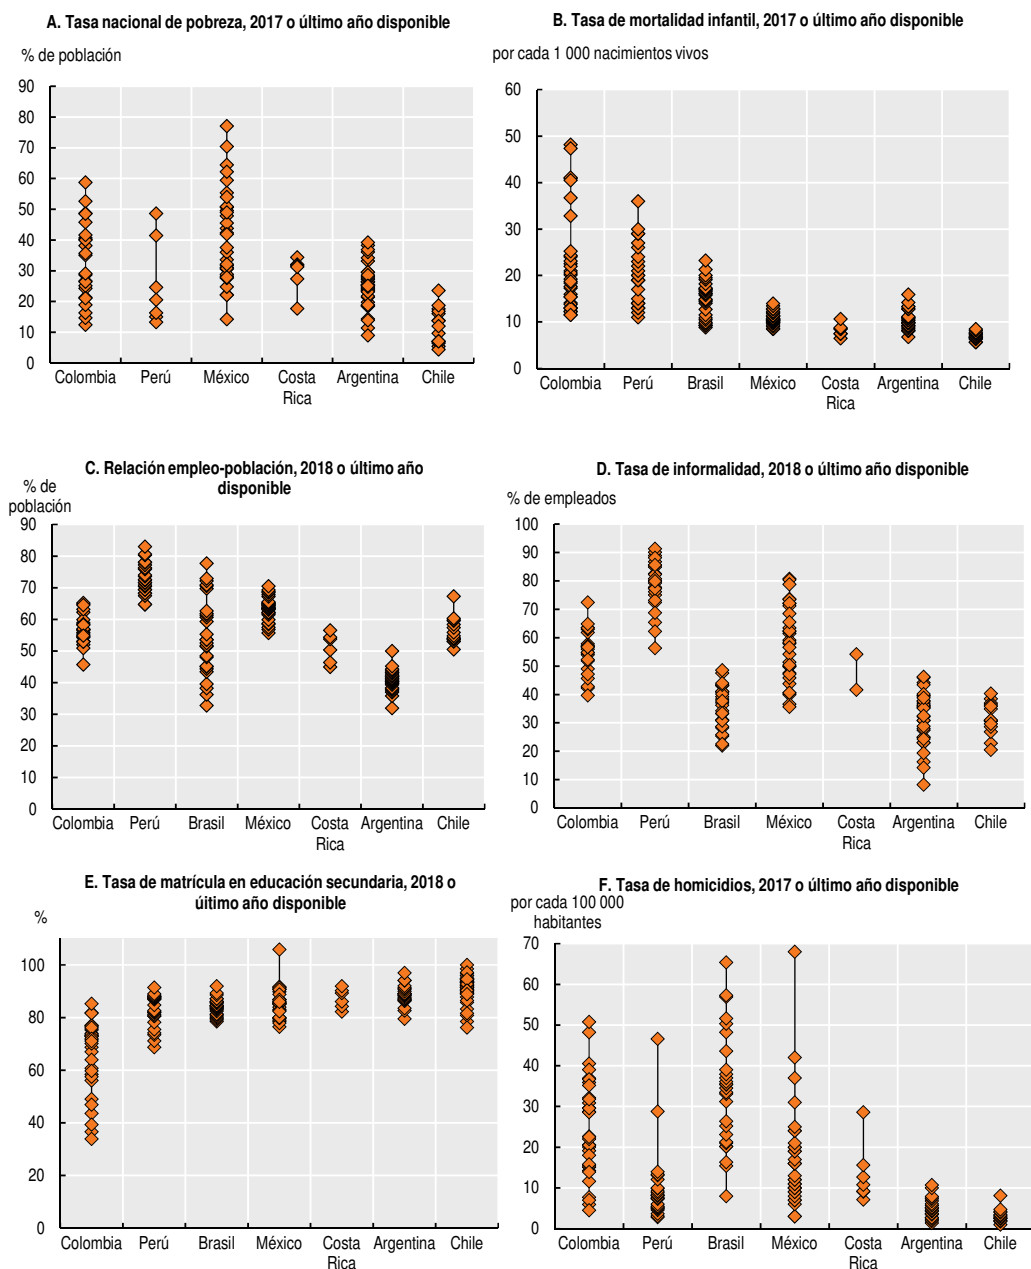 A. Tasa nacional de pobreza, 2017 o último año disponible
% de población
90
80
70
60
50
40
30
20
10
0
Colombia Perú México Costa Rica Argentina Chile
B. Tasa de mortalidad infantil, 2017 o último año disponible
por cada 1 000 nacimientos vivos
60
50
40
30
20
10
0
Colombia Perú Brasil México Costa Rica Argentina Chile
C. Relación empleo-población, 2018 o último año
disponible
% de
población
90
80
70
60
50
40
30
20
10
0
Colombia Perú Brasil México Costa Rica Argentina Chile
D. Tasa de informalidad, 2018 o último año disponible
% de empleados
100
90
80
70
60
50
40
30
20
10
0
Colombia Perú Brasil México Costa Rica Argentina Chile
E. Tasa de matrícula en educación secundaria, 2018 o
úitimo año disponible
%
100
80
60
40
20
0
Colombia Perú Brasil México Costa Rica Argentina Chile
F. Tasa de homicidios, 2017 o último año disponible
por cada 100 000
habitantes
70
60
50
40
30
20
10
0
Colombia Perú Brasil México Costa Rica Argentina Chile